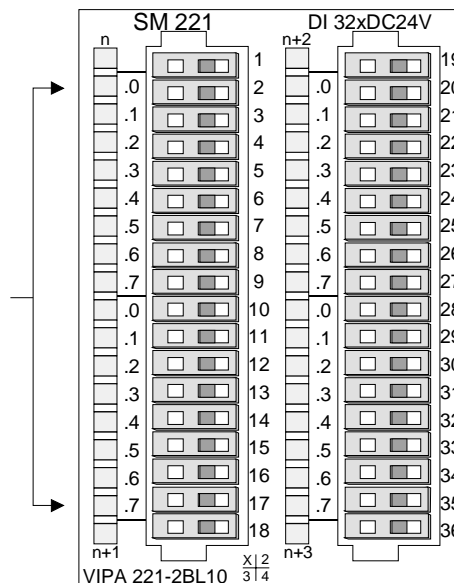 SM 221 DI 32xDC24V
n n+2
1 19
.0 2 .0 20
.1 3 .1 21
.2 4 .2 22
.3 5 .3 23
.4 6 .4 24
.5 7 .5 25
.6 8 .6 26
.7 9 .7 27
.0 10 .0 28
.1 11 .1 29
.2 12 .2 30
.3 13 .3 31
.4 14 .4 32
.5 15 .5 33
.6 16 .6 34
.7 17 .7 35
18 36
n+1 n+3
VIPA 221-2BL10 X 2
3 4